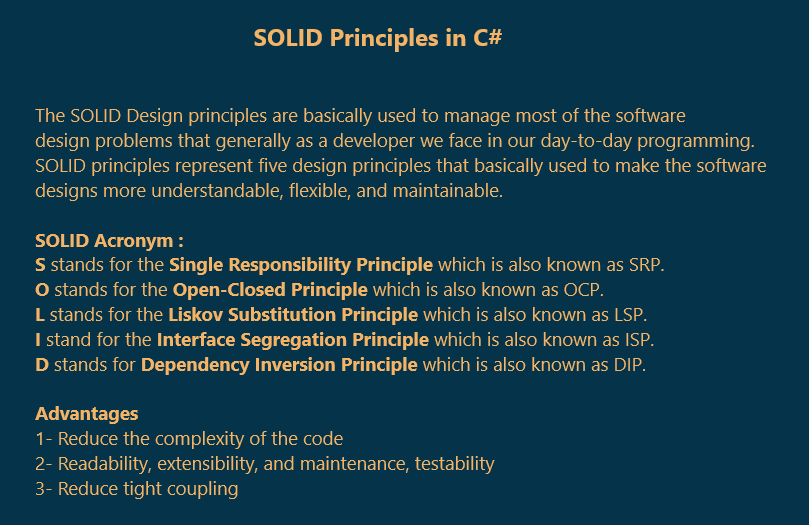 SOLID Principles in C#
The SOLID Design principles are basically used to manage most of the software
design problems that generally as a developer we face in our day-to-day programming.
SOLID principles represent five design principles that basically used to make the software
designs more understandable, flexible, and maintainable.
SOLID Acronym :
S stands for the Single Responsibility Principle which is also known as SRP.
O stands for the Open-Closed Principle which is also known as OCP.
L stands for the Liskov Substitution Principle which is also known as LSP.
I stand for the Interface Segregation Principle which is also known as ISP.
D stands for Dependency Inversion Principle which is also known as DIP.
Advantages
1- Reduce the complexity of the code
2- Readability, extensibility, and maintenance, testability
3- Reduce tight coupling